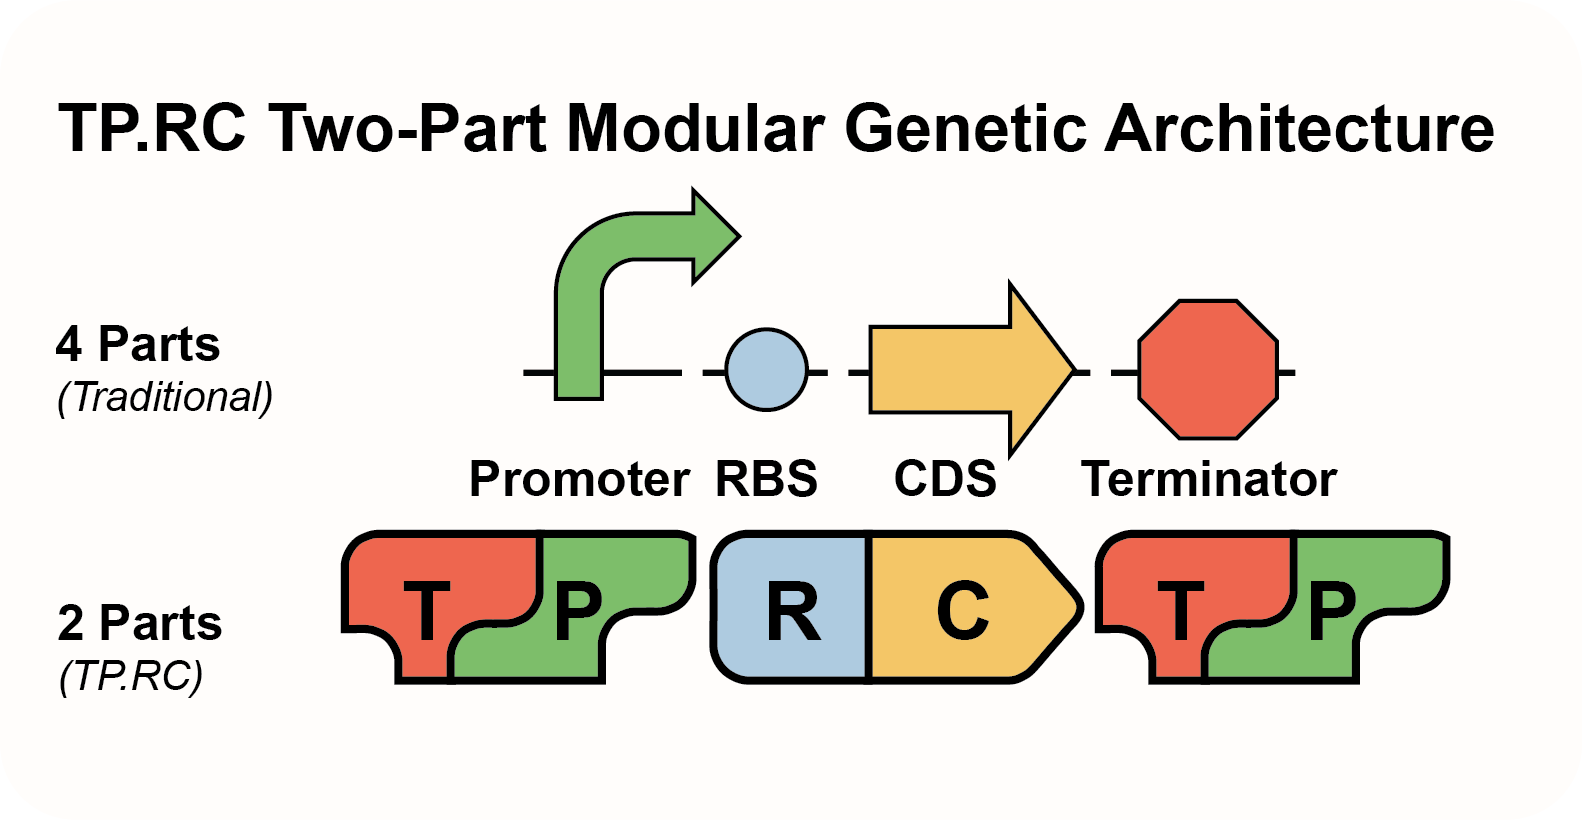 TP.RC Two-Part Modular Genetic Architecture
4 Parts
(Traditional)
Promoter RBS CDS Terminator
2 Parts
(TP.RC)
T P R C T P